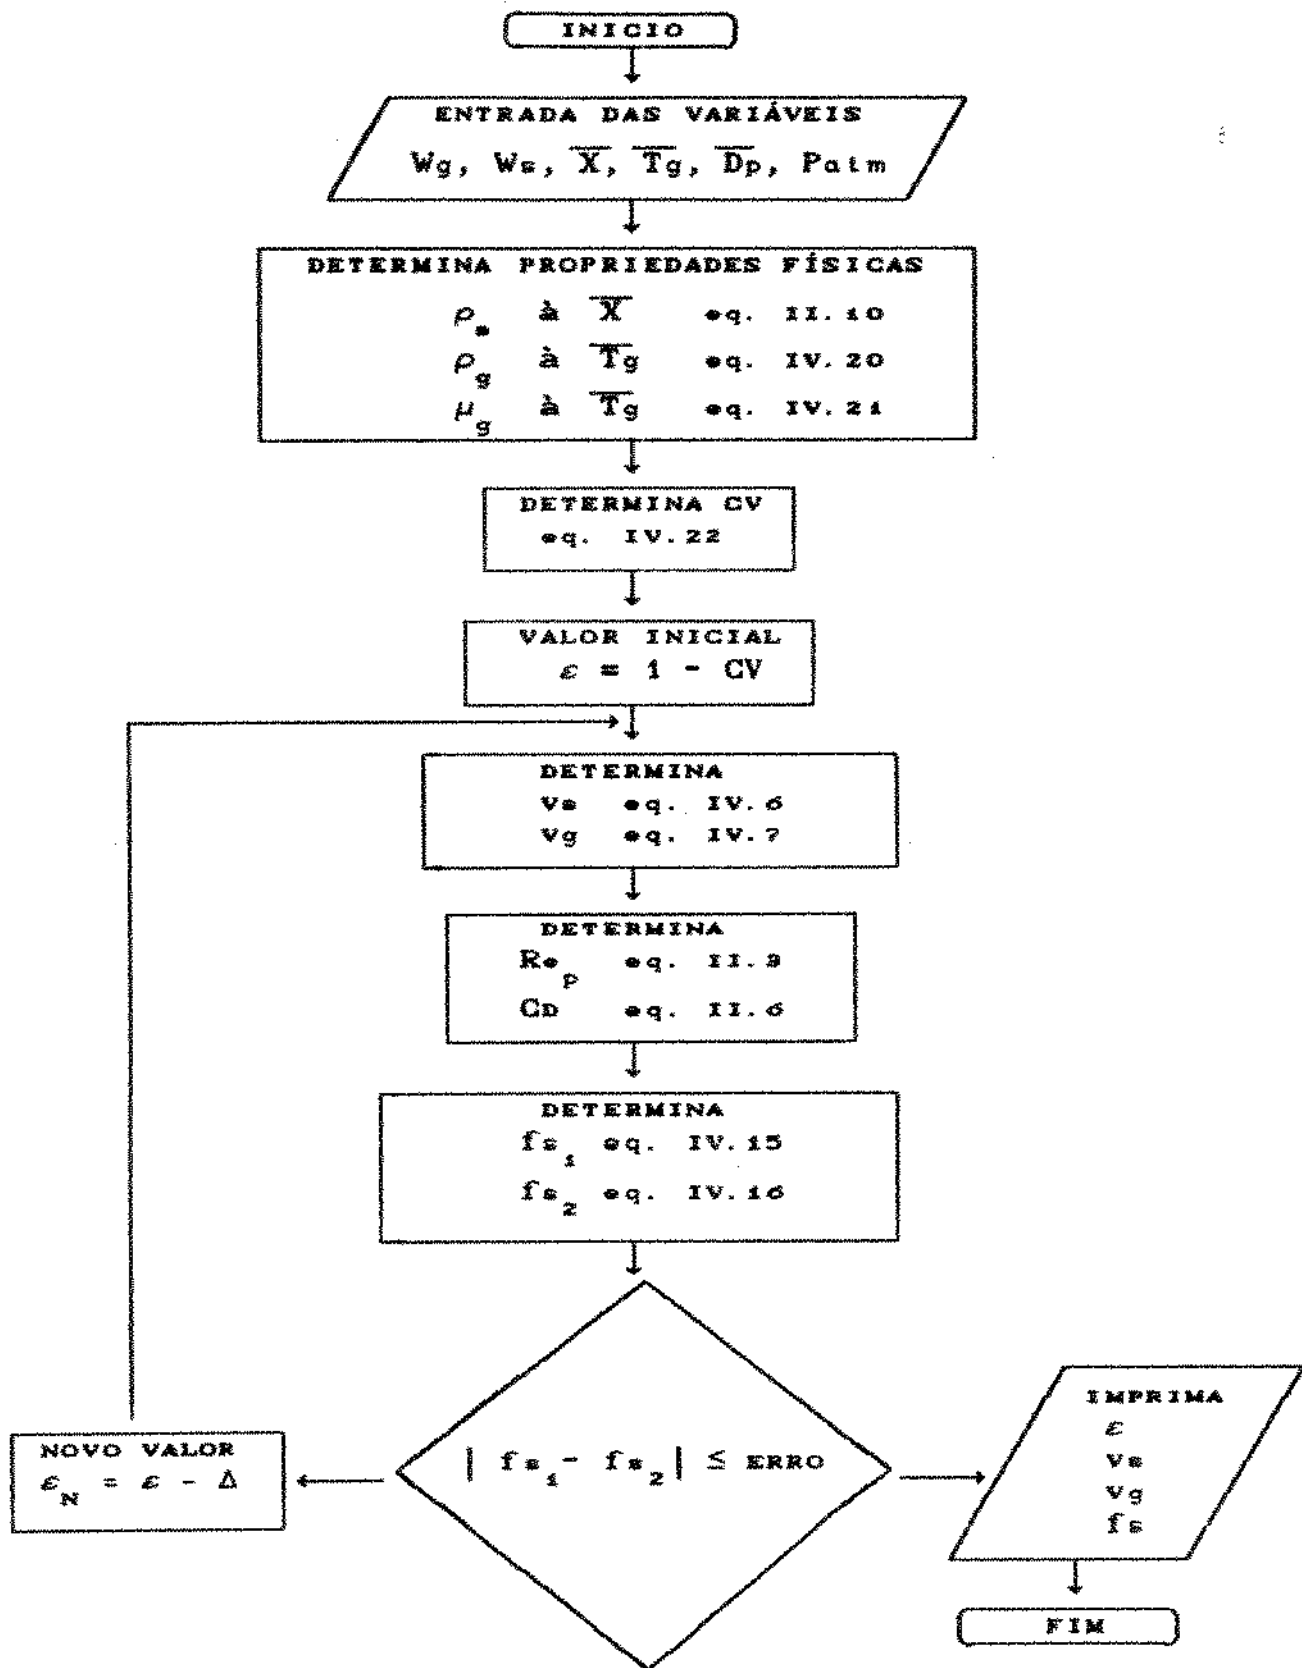 INICIO
ENTRADA DAS VARIÁVEIS
Wg, Ws, X̅, T̅g̅, D̅p̅, Patm
DETERMINA PROPRIEDADES FÍSICAS
ρs à X̅ eq. II.10
ρg à T̅g̅ eq. IV.20
μg à T̅g̅ eq. IV.21
DETERMINA CV
eq. IV.22
VALOR INICIAL
ε = 1 - CV
DETERMINA
vs eq. IV.6
vg eq. IV.7
DETERMINA
Rep eq. II.3
CD eq. II.6
DETERMINA
fs₁ eq. IV.15
fs₂ eq. IV.16
| fs₁ - fs₂ | ≤ ERRO
NOVO VALOR
εN = ε - Δ
IMPRIMA
ε
vs
vg
fs
FIM